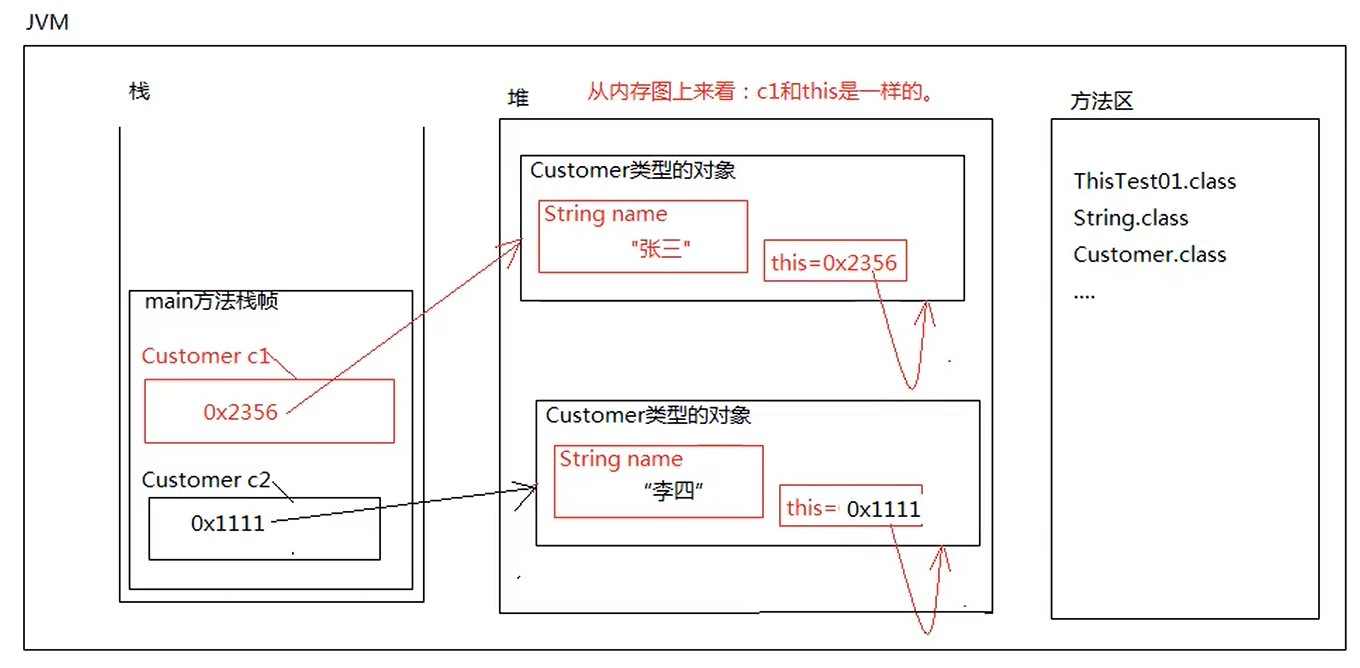 JVM
栈
main方法栈帧
Customer c1
0x2356
Customer c2
0x1111
堆
从内存图上来看：c1和this是一样的。
Customer类型的对象
String name
"张三"
this=0x2356
Customer类型的对象
String name
“李四”
this= 0x1111
方法区
ThisTest01.class
String.class
Customer.class
....